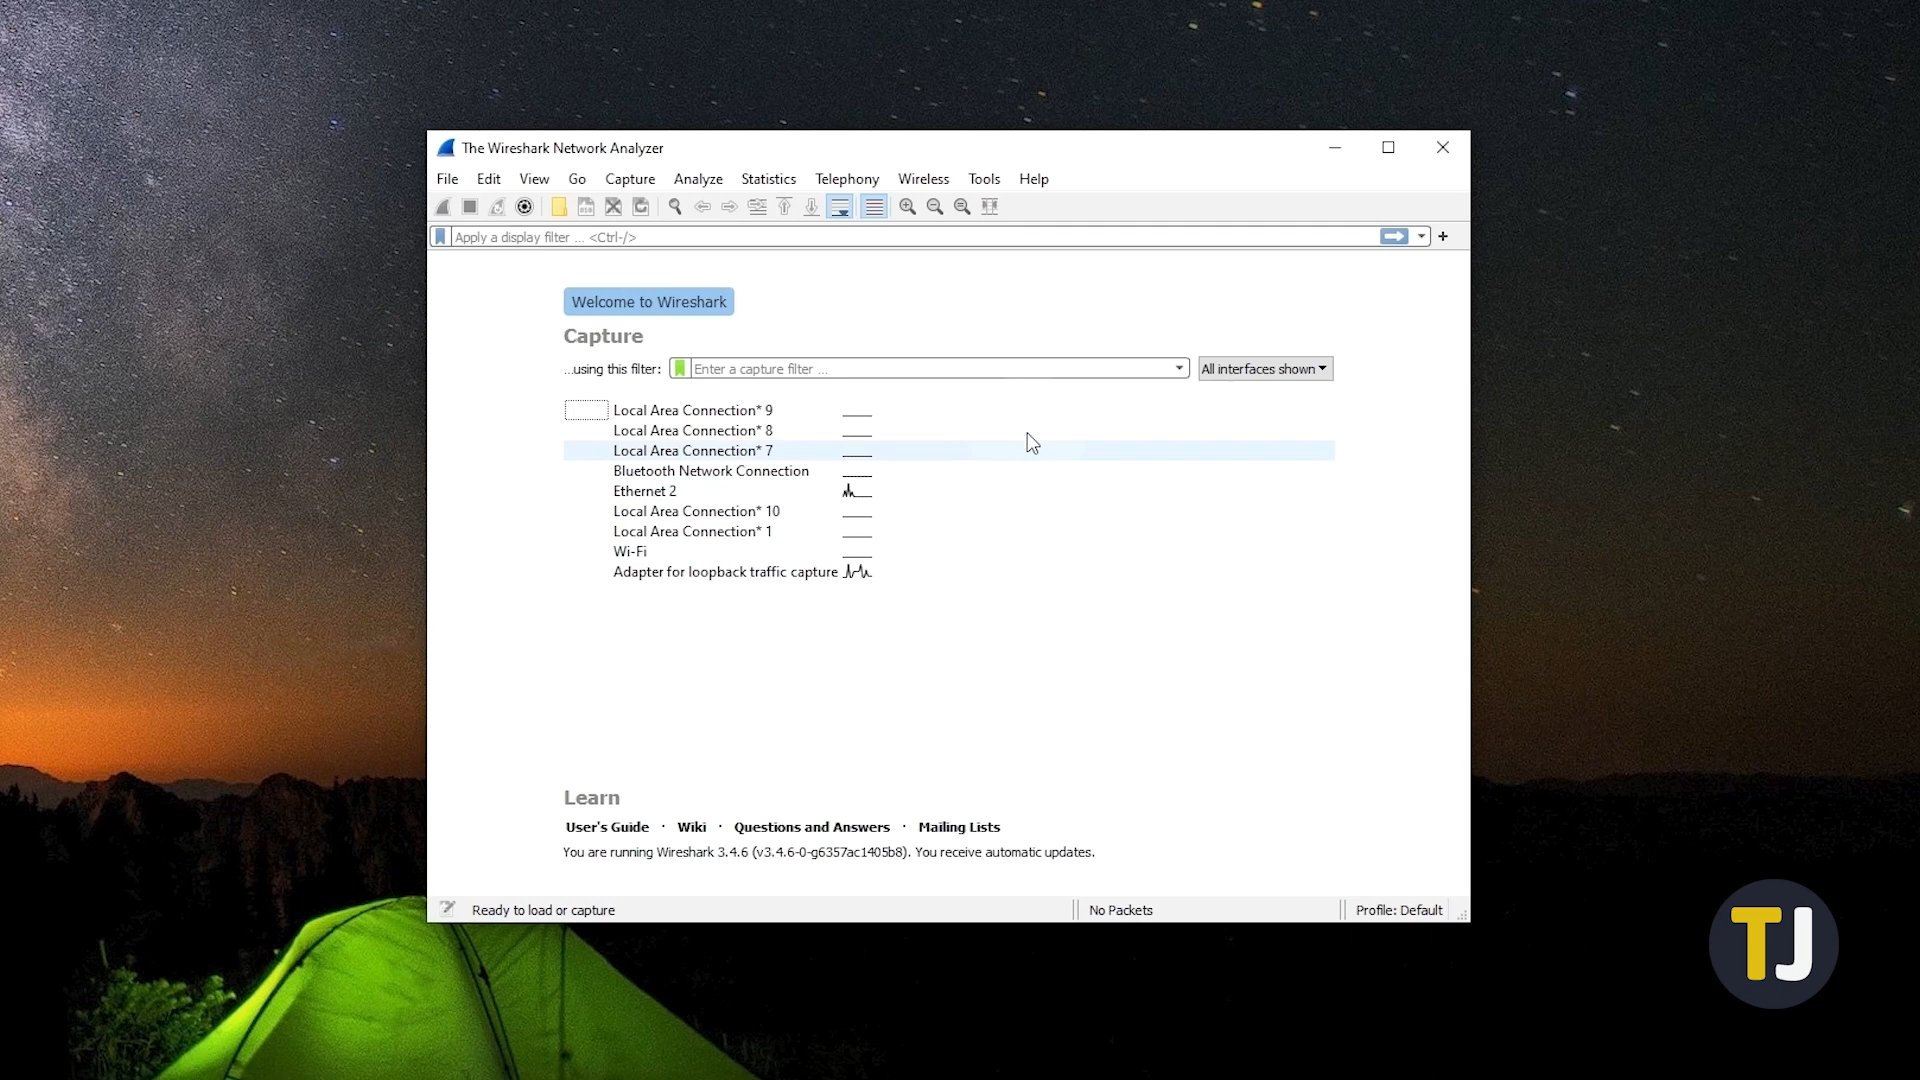 The Wireshark Network Analyzer
File Edit View Go Capture Analyze Statistics Telephony Wireless Tools Help
Apply a display filter ... <Ctrl-/>
Welcome to Wireshark
Capture
...using this filter: Enter a capture filter ... All interfaces shown
Local Area Connection* 9
Local Area Connection* 8
Local Area Connection* 7
Bluetooth Network Connection
Ethernet 2
Local Area Connection* 10
Local Area Connection* 1
Wi-Fi
Adapter for loopback traffic capture
Learn
User's Guide · Wiki · Questions and Answers · Mailing Lists
You are running Wireshark 3.4.6 (v3.4.6-0-g6357ac1405b8). You receive automatic updates.
Ready to load or capture No Packets Profile: Default
TJ